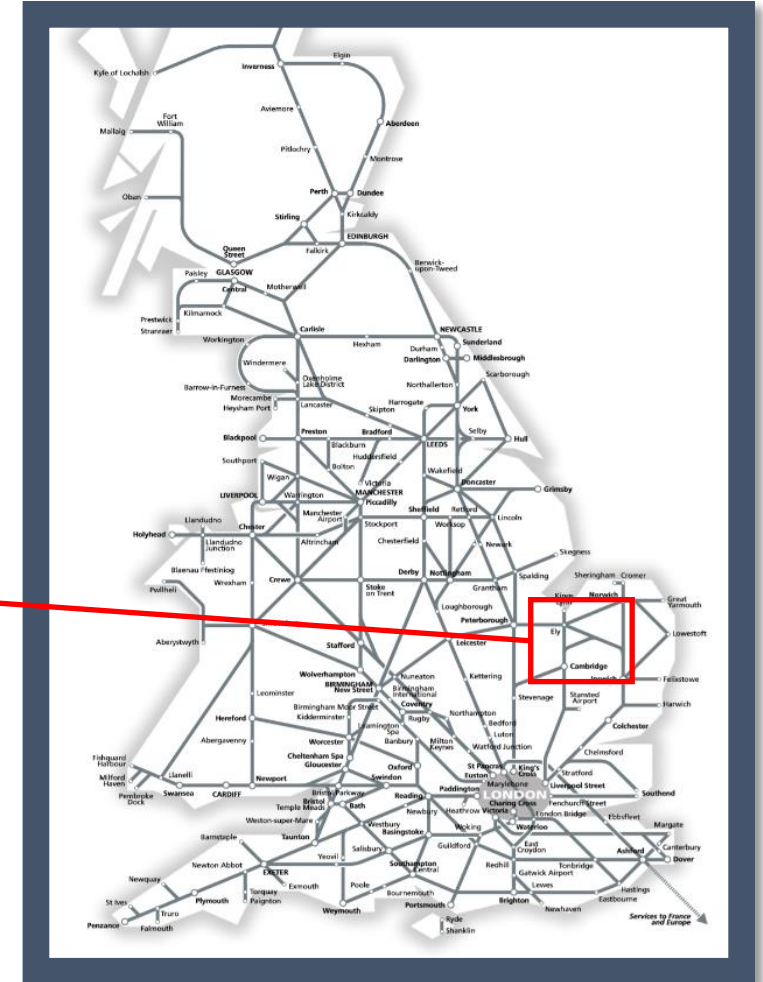 Elgin
Inverness
Kyle of Lochalsh
Aviemore
Fort
William
Mallaig
Aberdeen
Pitlochry
Montrose
Perth
Dundee
Oban
Stirling
Kirkcaldy
EDINBURGH
Queen
Street
Falkirk
Berwick-
upon-Tweed
Paisley
GLASGOW
Central
Motherwell
Kilmarnock
Prestwick
Stranraer
Carlisle
NEWCASTLE
Workington
Hexham
Durham
Sunderland
Darlington
Middlesbrough
Windermere
Scarborough
Oxenholme
Lake District
Northallerton
Barrow-in-Furness
Morecambe
Heysham Port
Lancaster
Harrogate
Skipton
York
Preston
Bradford
Selby
Blackpool
Blackburn
LEEDS
Hull
Huddersfield
Southport
Bolton
Wakefield
Wigan
Victoria
Doncaster
Grimsby
MANCHESTER
LIVERPOOL
Warrington
Piccadilly
Manchester
Airport
Sheffield
Retford
Llandudno
Stockport
Worksop
Lincoln
Chester
Holyhead
Llandudno
Junction
Altrincham
Chesterfield
Newark
Skegness
Blaenau Ffestiniog
Derby
Nottingham
Spalding
Sheringham
Cromer
Pwllheli
Wrexham
Crewe
Stoke
on Trent
Grantham
Kings
Lynn
Norwich
Great
Yarmouth
Loughborough
Peterborough
Aberystwyth
Ely
Lowestoft
Stafford
Leicester
Cambridge
Wolverhampton
Nuneaton
Kettering
Ipswich
Felixstowe
BIRMINGHAM
New Street
Birmingham
International
Leominster
Stevenage
Stansted
Airport
Harwich
Birmingham Moor Street
Coventry
Kidderminster
Rugby
Northampton
Hereford
Leamington
Spa
Bedford
Colchester
Abergavenny
Worcester
Banbury
Milton
Keynes
Luton
Watford Junction
Chelmsford
Cheltenham Spa
Gloucester
Oxford
St Pancras
King's
Cross
Fishguard
Harbour
Euston
Stratford
Llanelli
Swindon
Marylebone
Liverpool Street
Milford
Haven
Newport
Paddington
LONDON
Southend
Pembroke
Dock
Swansea
CARDIFF
Bristol Parkway
Reading
Fenchurch Street
Bristol
Temple Meads
Bath
Newbury
Heathrow
Victoria
Charing Cross
London Bridge
Ebbsfleet
Weston-super-Mare
Waterloo
Margate
Westbury
Basingstoke
Woking
Barnstaple
Taunton
East
Croydon
Canterbury
Salisbury
Guildford
Ashford
Yeovil
Dover
Newton Abbot
Southampton
Central
Redhill
Tonbridge
EXETER
Gatwick Airport
Newquay
Exmouth
Poole
Lewes
Hastings
St Ives
Torquay
Paignton
Bournemouth
Eastbourne
Plymouth
Portsmouth
Brighton
Weymouth
Newhaven
Truro
Penzance
Falmouth
Ryde
Shanklin
Services to France
and Europe